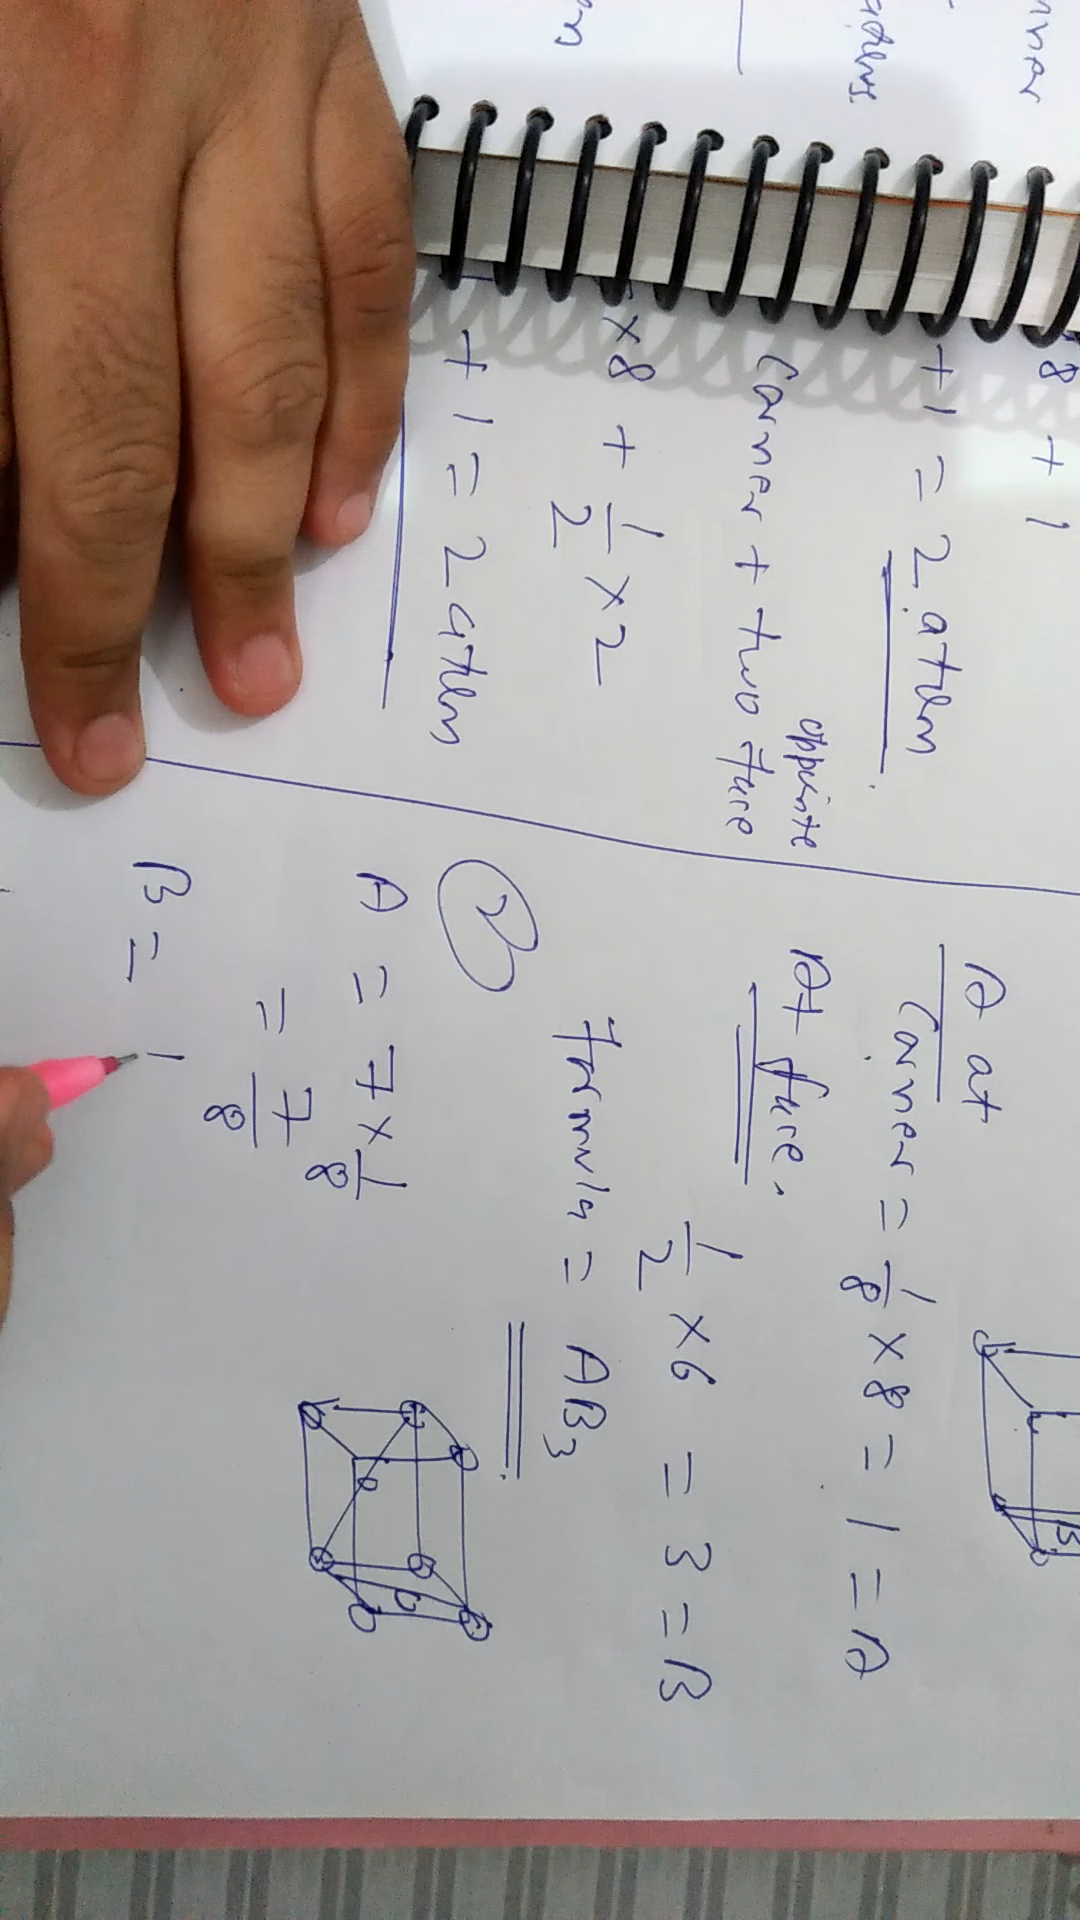 8 + 1
+ 1 = 2 atom
Corner + two opposite face
× 8 + 1/2 × 2
+ 1 = 2 atom
A at
Corner = 1/8 × 8 = 1 = A
At face.
1/2 × 6 = 3 = B
Formula = AB3
2
A = 7 × 1/8
= 7/8
B = 1
B